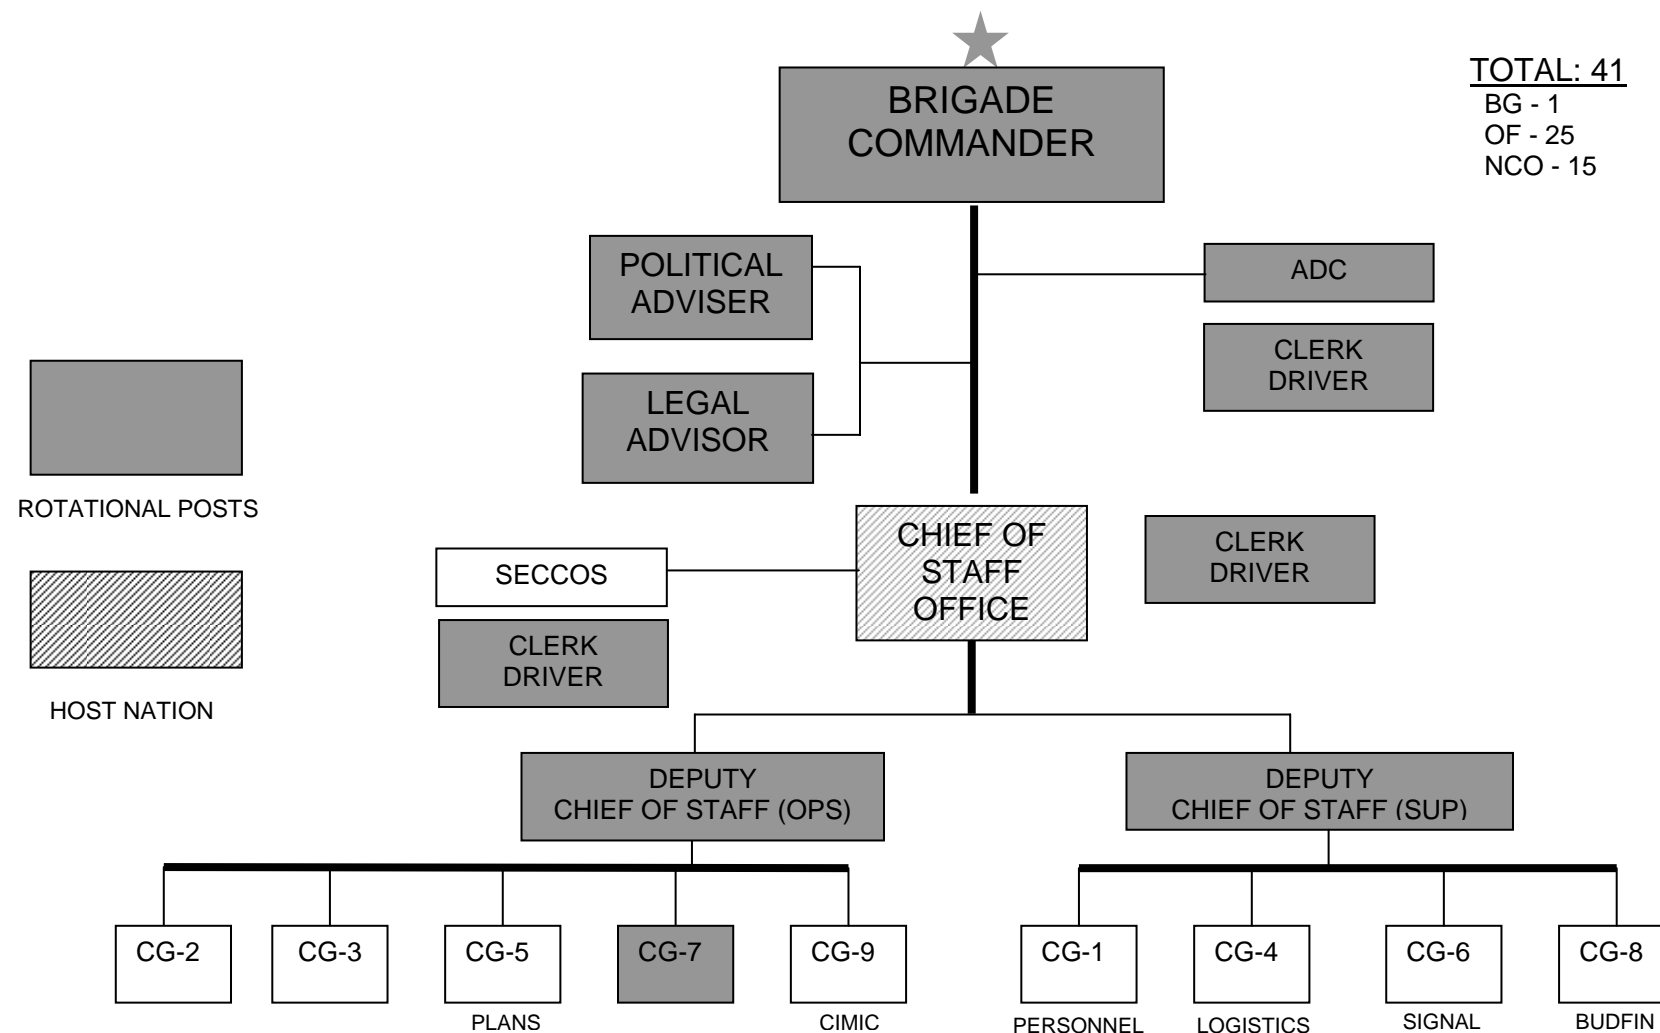 TOTAL: 41
BG - 1
OF - 25
NCO - 15
BRIGADE
COMMANDER
POLITICAL
ADVISER
ADC
CLERK
DRIVER
LEGAL
ADVISOR
ROTATIONAL POSTS
CHIEF OF
STAFF
OFFICE
CLERK
DRIVER
SECCOS
CLERK
DRIVER
HOST NATION
DEPUTY
CHIEF OF STAFF (OPS)
DEPUTY
CHIEF OF STAFF (SUP)
CG-2
CG-3
CG-5
CG-7
CG-9
CG-1
CG-4
CG-6
CG-8
PLANS
CIMIC
PERSONNEL
LOGISTICS
SIGNAL
BUDFIN